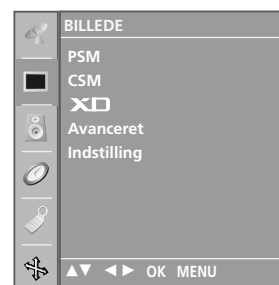 BILLEDE
PSM
CSM
XD
Avanceret
Indstilling
▲▼ ◄► OK MENU